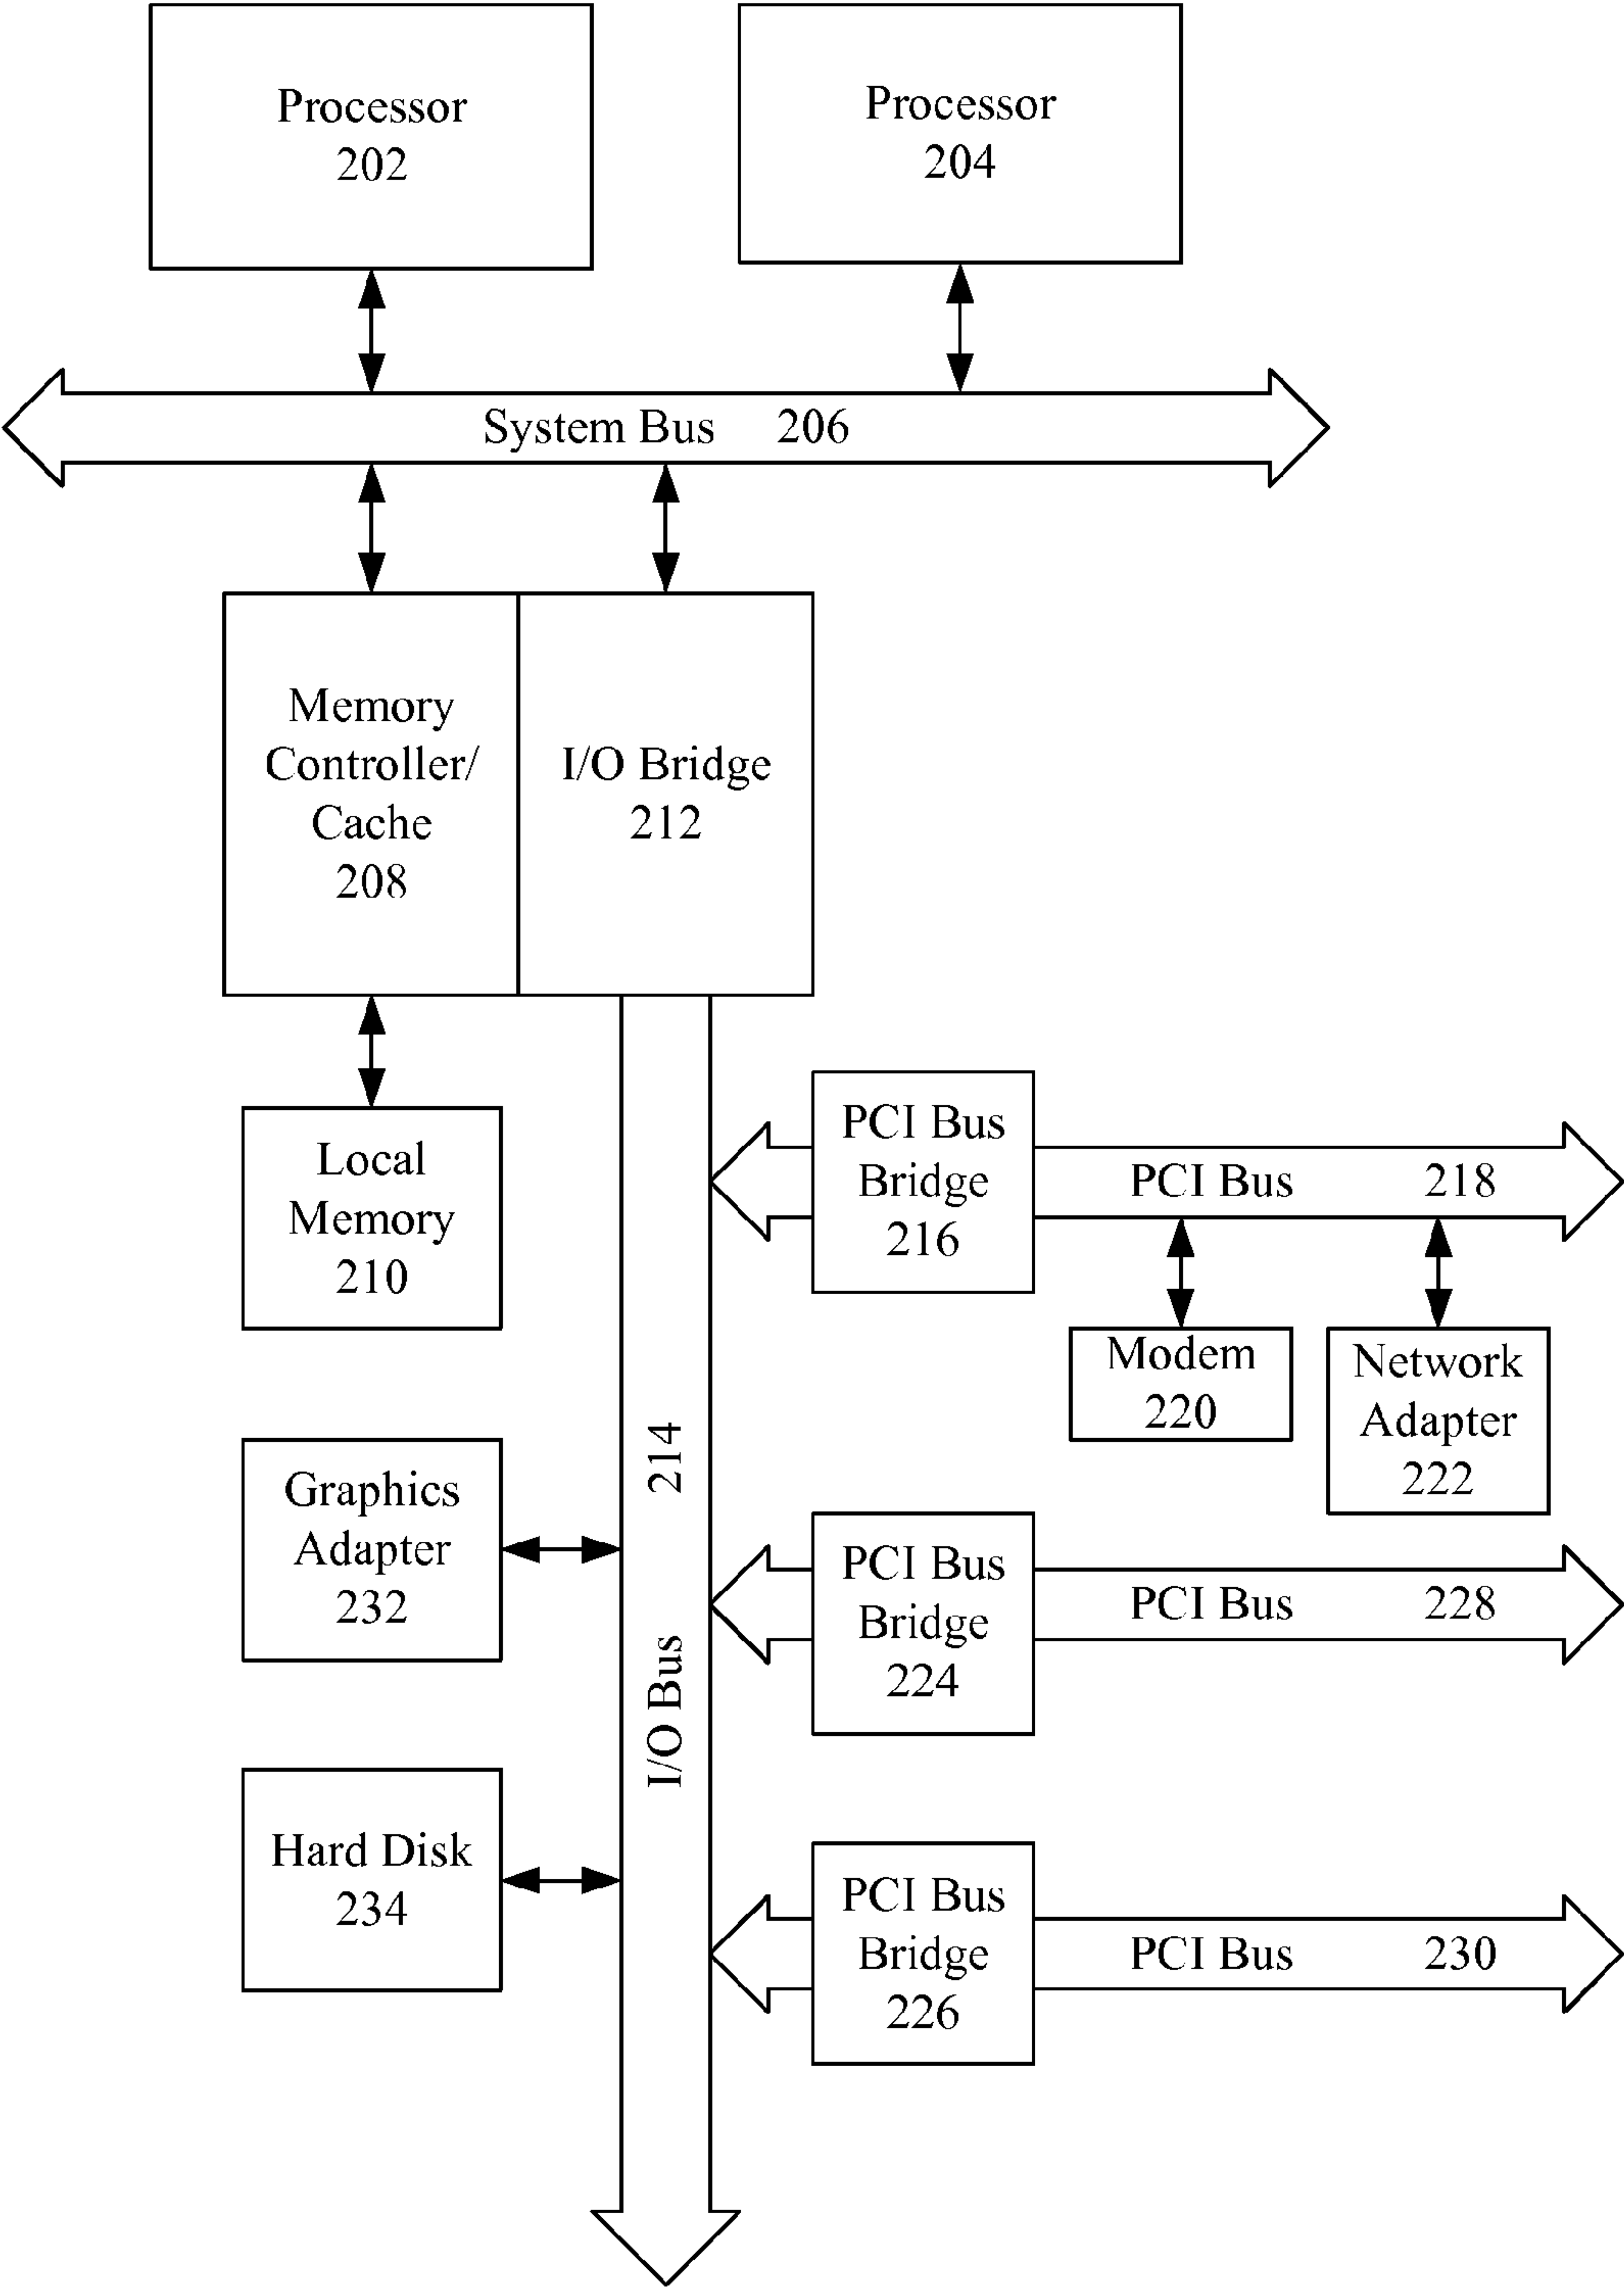 Processor
202
Processor
204
System Bus 206
Memory
Controller/
Cache
208
I/O Bridge
212
Local
Memory
210
PCI Bus
Bridge
216
PCI Bus 218
Modem
220
Network
Adapter
222
Graphics
Adapter
232
I/O Bus 214
PCI Bus
Bridge
224
PCI Bus 228
Hard Disk
234
PCI Bus
Bridge
226
PCI Bus 230